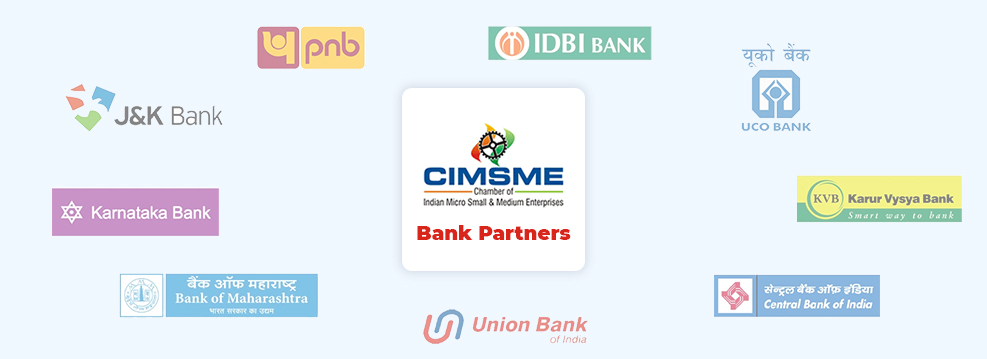 पीpnb
IDBI BANK
यूको बैंक
UCO BANK
J&K Bank
CIMSME
Chamber of
Indian Micro Small & Medium Enterprises
Bank Partners
Karnataka Bank
KVB Karur Vysya Bank
Smart way to bank
बैंक ऑफ महाराष्ट्र
Bank of Maharashtra
भारत सरकार का उद्यम
सेन्ट्रल बैंक ऑफ़ इंडिया
Central Bank of India
Union Bank
of India